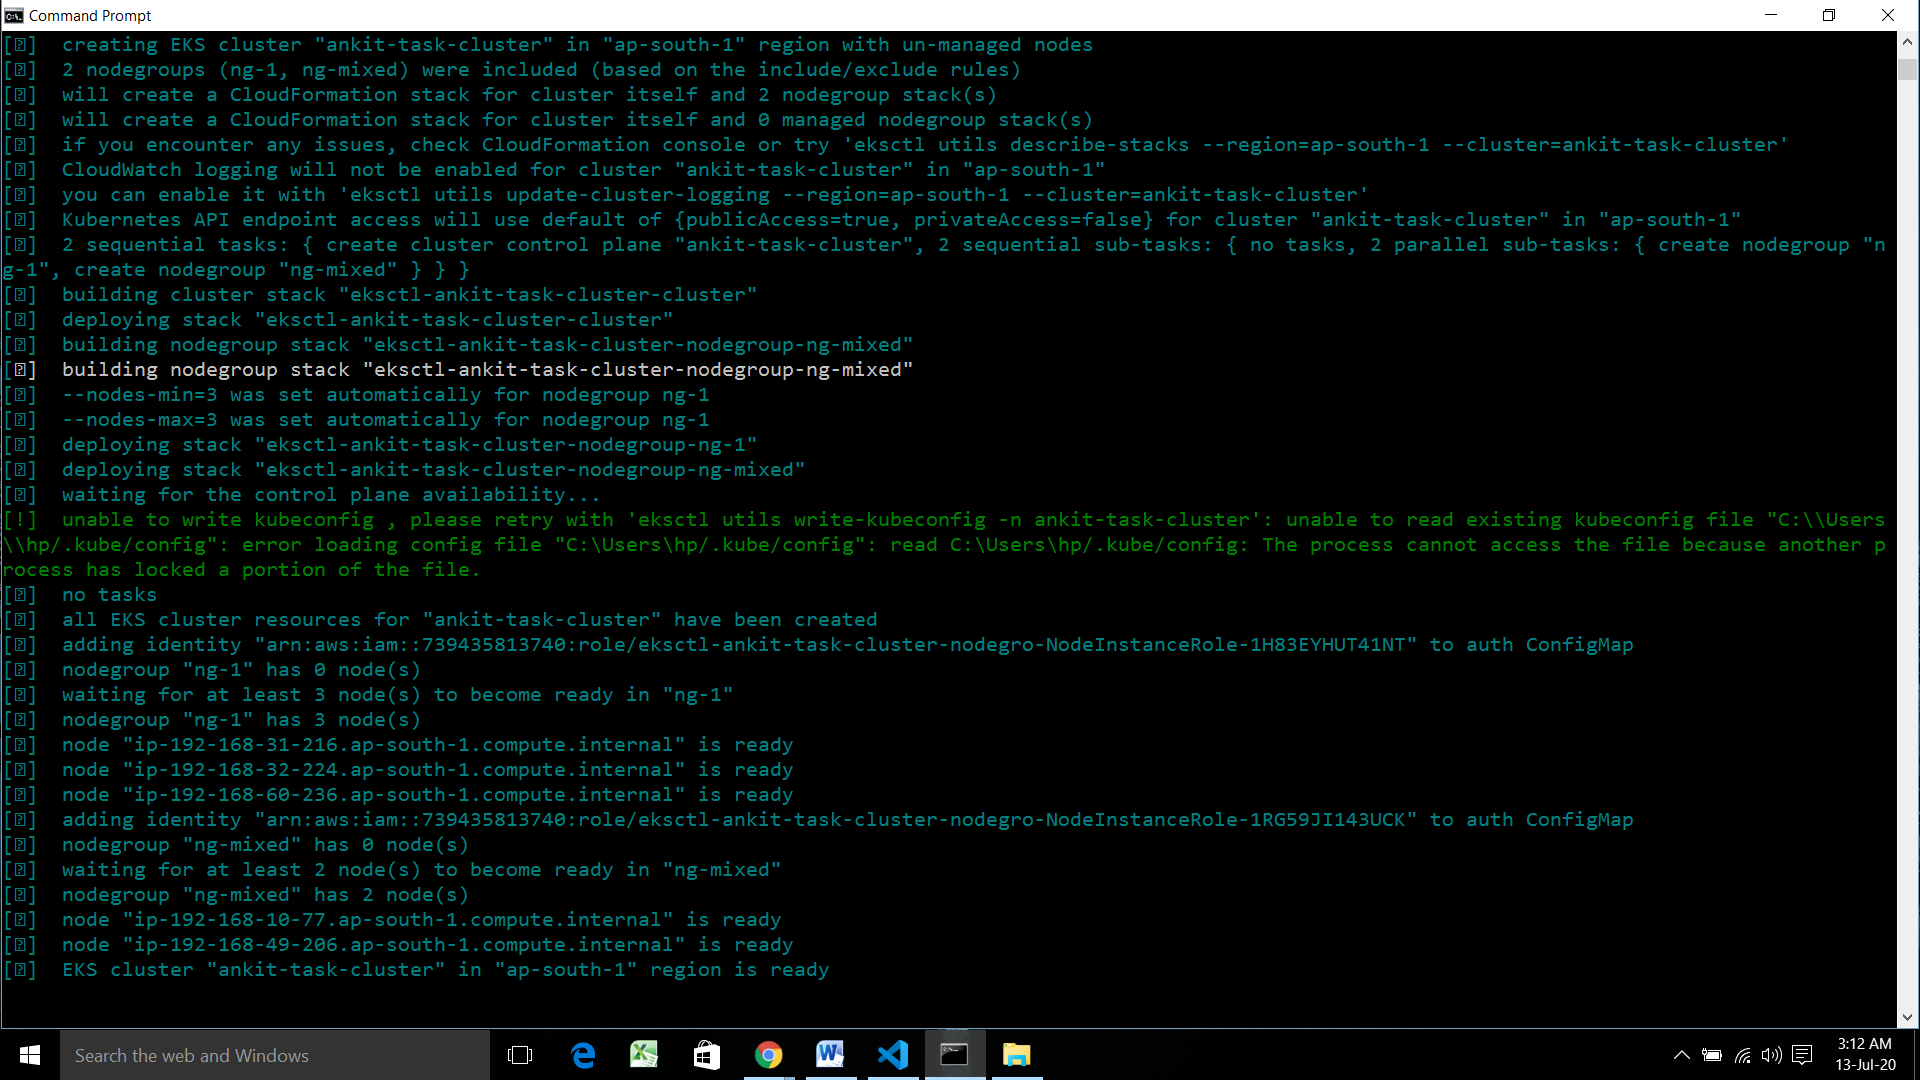 Command Prompt
[⍰]  creating EKS cluster "ankit-task-cluster" in "ap-south-1" region with un-managed nodes
[⍰]  2 nodegroups (ng-1, ng-mixed) were included (based on the include/exclude rules)
[⍰]  will create a CloudFormation stack for cluster itself and 2 nodegroup stack(s)
[⍰]  will create a CloudFormation stack for cluster itself and 0 managed nodegroup stack(s)
[⍰]  if you encounter any issues, check CloudFormation console or try 'eksctl utils describe-stacks --region=ap-south-1 --cluster=ankit-task-cluster'
[⍰]  CloudWatch logging will not be enabled for cluster "ankit-task-cluster" in "ap-south-1"
[⍰]  you can enable it with 'eksctl utils update-cluster-logging --region=ap-south-1 --cluster=ankit-task-cluster'
[⍰]  Kubernetes API endpoint access will use default of {publicAccess=true, privateAccess=false} for cluster "ankit-task-cluster" in "ap-south-1"
[⍰]  2 sequential tasks: { create cluster control plane "ankit-task-cluster", 2 sequential sub-tasks: { no tasks, 2 parallel sub-tasks: { create nodegroup "n
g-1", create nodegroup "ng-mixed" } } }
[⍰]  building cluster stack "eksctl-ankit-task-cluster-cluster"
[⍰]  deploying stack "eksctl-ankit-task-cluster-cluster"
[⍰]  building nodegroup stack "eksctl-ankit-task-cluster-nodegroup-ng-mixed"
[⍰]  building nodegroup stack "eksctl-ankit-task-cluster-nodegroup-ng-mixed"
[⍰]  --nodes-min=3 was set automatically for nodegroup ng-1
[⍰]  --nodes-max=3 was set automatically for nodegroup ng-1
[⍰]  deploying stack "eksctl-ankit-task-cluster-nodegroup-ng-1"
[⍰]  deploying stack "eksctl-ankit-task-cluster-nodegroup-ng-mixed"
[⍰]  waiting for the control plane availability...
[!]  unable to write kubeconfig , please retry with 'eksctl utils write-kubeconfig -n ankit-task-cluster': unable to read existing kubeconfig file "C:\\Users
\\hp/.kube/config": error loading config file "C:\Users\hp/.kube/config": read C:\Users\hp/.kube/config: The process cannot access the file because another p
rocess has locked a portion of the file.
[⍰]  no tasks
[⍰]  all EKS cluster resources for "ankit-task-cluster" have been created
[⍰]  adding identity "arn:aws:iam::739435813740:role/eksctl-ankit-task-cluster-nodegro-NodeInstanceRole-1H83EYHUT41NT" to auth ConfigMap
[⍰]  nodegroup "ng-1" has 0 node(s)
[⍰]  waiting for at least 3 node(s) to become ready in "ng-1"
[⍰]  nodegroup "ng-1" has 3 node(s)
[⍰]  node "ip-192-168-31-216.ap-south-1.compute.internal" is ready
[⍰]  node "ip-192-168-32-224.ap-south-1.compute.internal" is ready
[⍰]  node "ip-192-168-60-236.ap-south-1.compute.internal" is ready
[⍰]  adding identity "arn:aws:iam::739435813740:role/eksctl-ankit-task-cluster-nodegro-NodeInstanceRole-1RG59JI143UCK" to auth ConfigMap
[⍰]  nodegroup "ng-mixed" has 0 node(s)
[⍰]  waiting for at least 2 node(s) to become ready in "ng-mixed"
[⍰]  nodegroup "ng-mixed" has 2 node(s)
[⍰]  node "ip-192-168-10-77.ap-south-1.compute.internal" is ready
[⍰]  node "ip-192-168-49-206.ap-south-1.compute.internal" is ready
[⍰]  EKS cluster "ankit-task-cluster" in "ap-south-1" region is ready
Search the web and Windows
3:12 AM
13-Jul-20